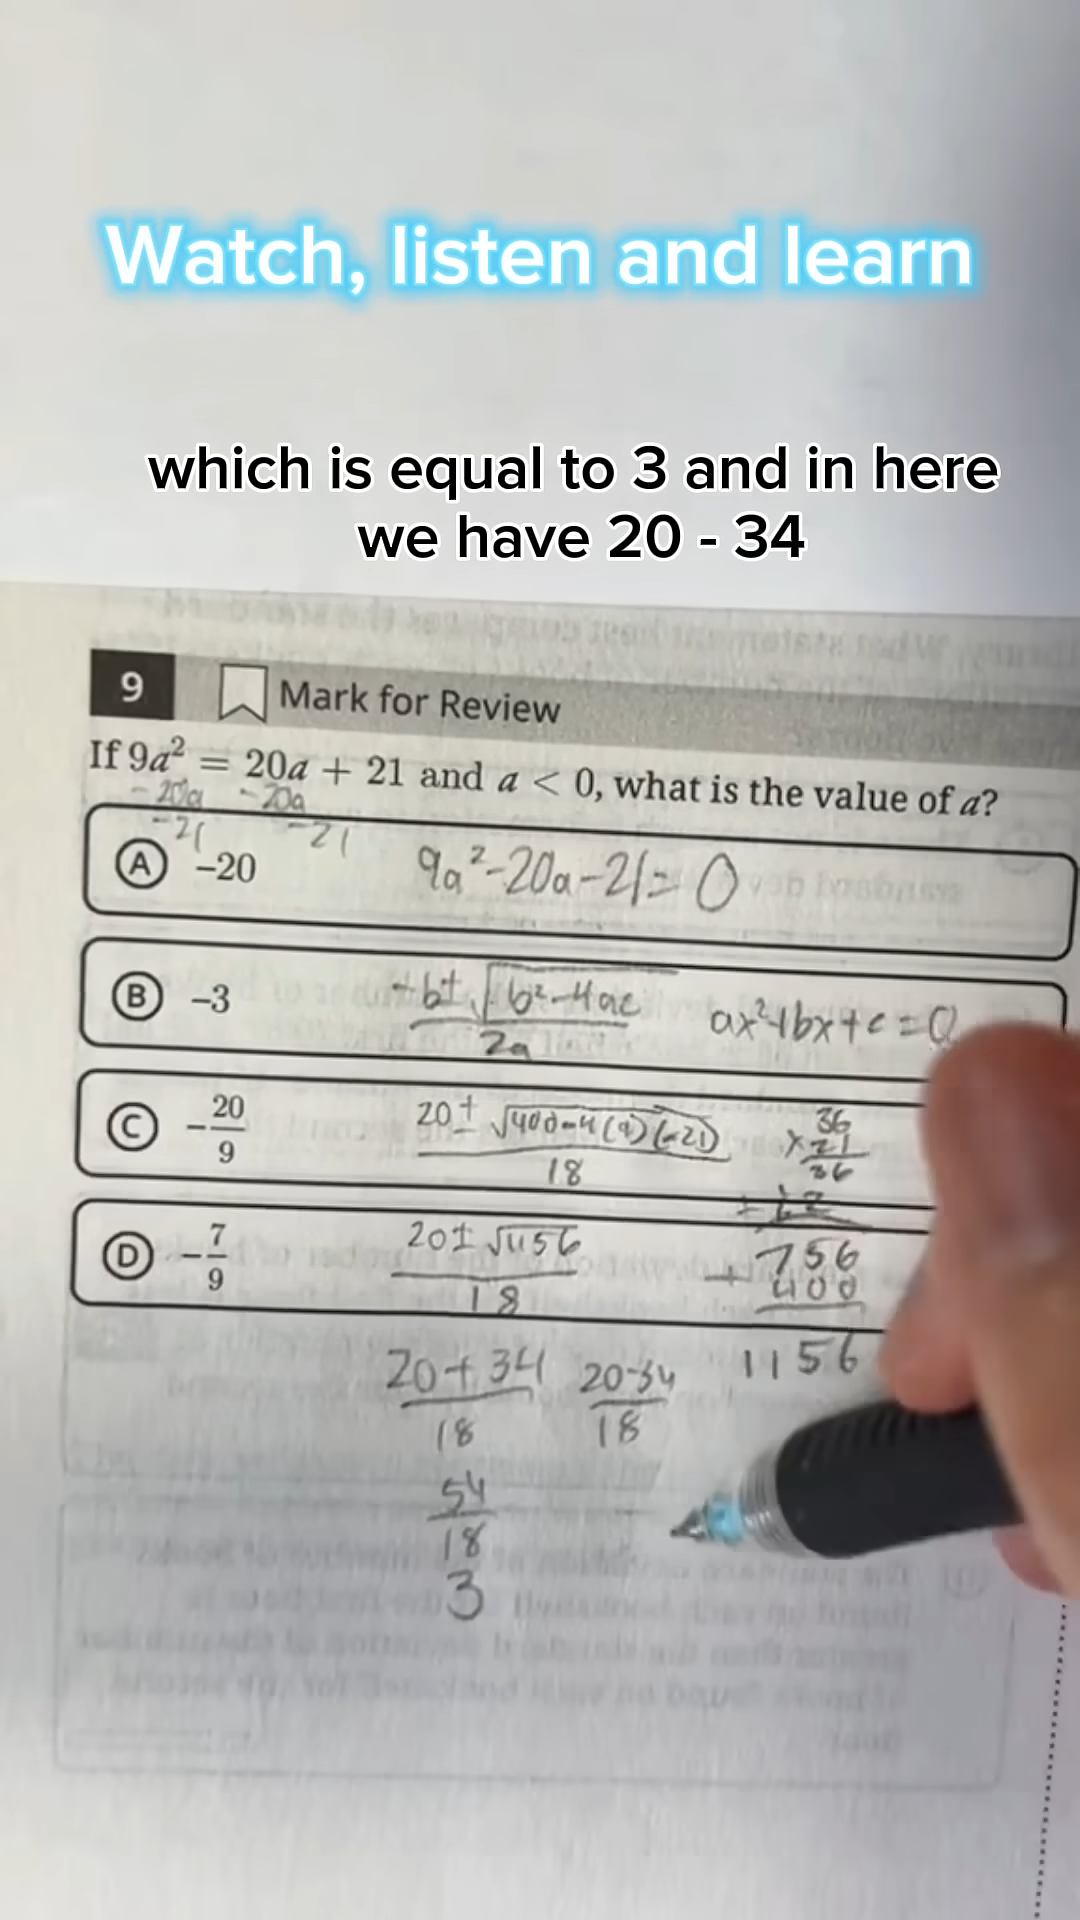 Watch, listen and learn
which is equal to 3 and in here
we have 20 - 34
9 Mark for Review
If 9a² = 20a + 21 and a < 0, what is the value of a?
-20a -20a
-21 -21
A -20
9a²-20a-21=0
B -3
-b±√b²-4ac
2a
ax²+bx+c=0
C -20/9
20±√400-4(9)(-21)
18
36
×21
36
D -7/9
20±√1156
18
756
+400
1156
20+34
18
20-34
18
54
18
3